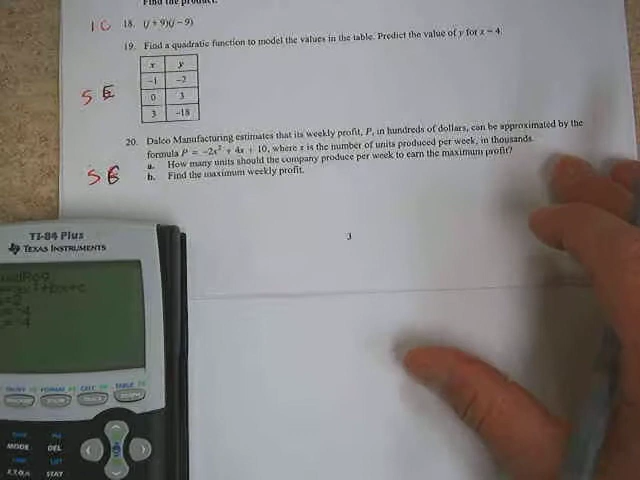 Find the product.
10 18. (j + 9)(j − 9)
19. Find a quadratic function to model the values in the table. Predict the value of y for x = 4.
x y
−1 −2
0 3
3 −18
5
20. Dalco Manufacturing estimates that its weekly profit, P, in hundreds of dollars, can be approximated by the
formula P = −2x² + 4x + 10, where x is the number of units produced per week, in thousands.
a. How many units should the company produce per week to earn the maximum profit?
5 b. Find the maximum weekly profit.
3
TI-84 Plus
TEXAS INSTRUMENTS
MODE DEL
STAT